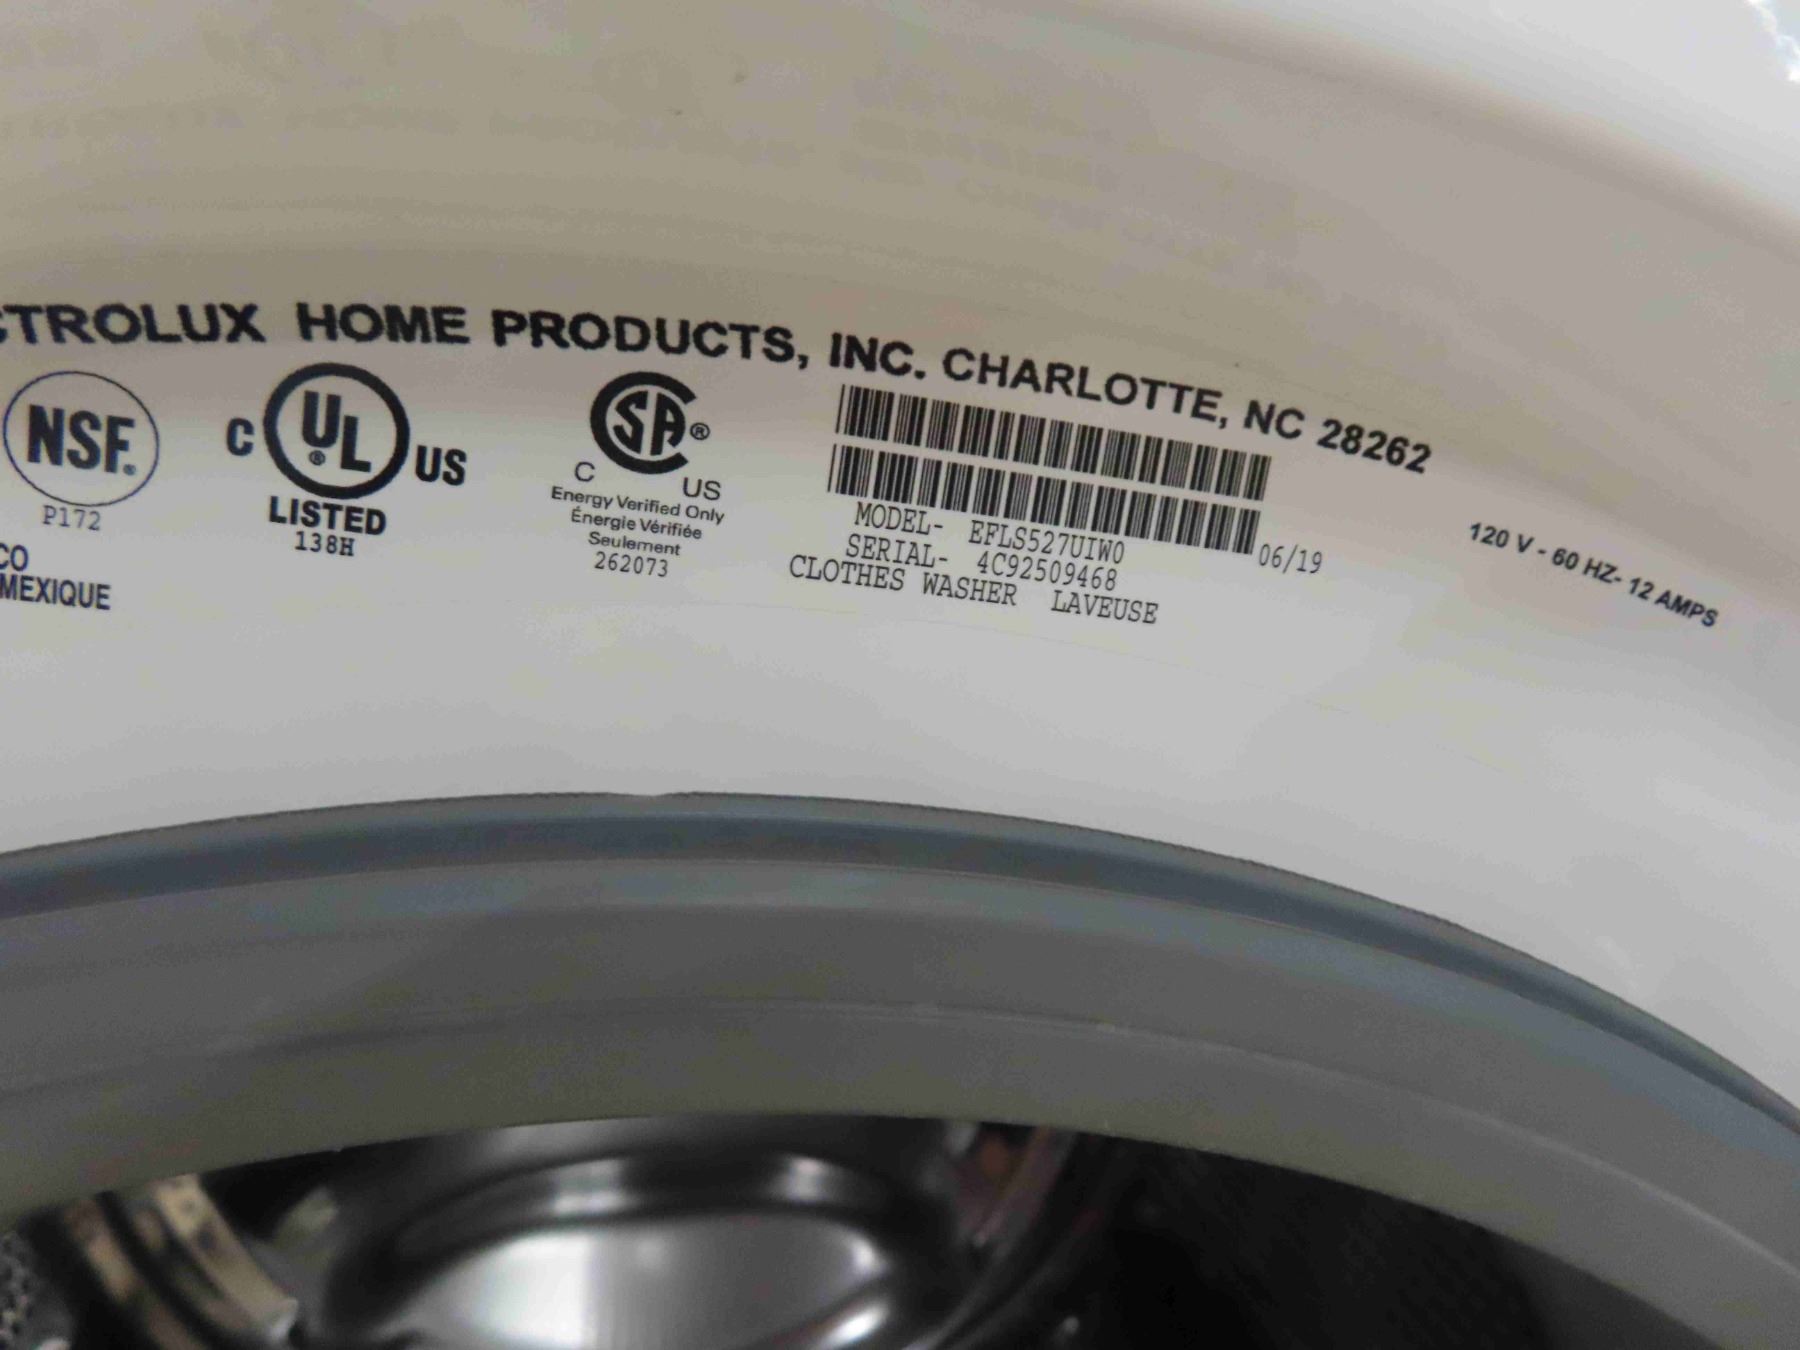 CTROLUX HOME PRODUCTS, INC. CHARLOTTE, NC 28262
NSF®
P172
CO
MEXIQUE
C UL® US
LISTED
138H
SA®
C US
Energy Verified Only
Énergie Vérifiée
Seulement
262073
MODEL- EFLS527UIW0
SERIAL- 4C92509468
06/19
CLOTHES WASHER LAVEUSE
120 V - 60 HZ- 12 AMPS